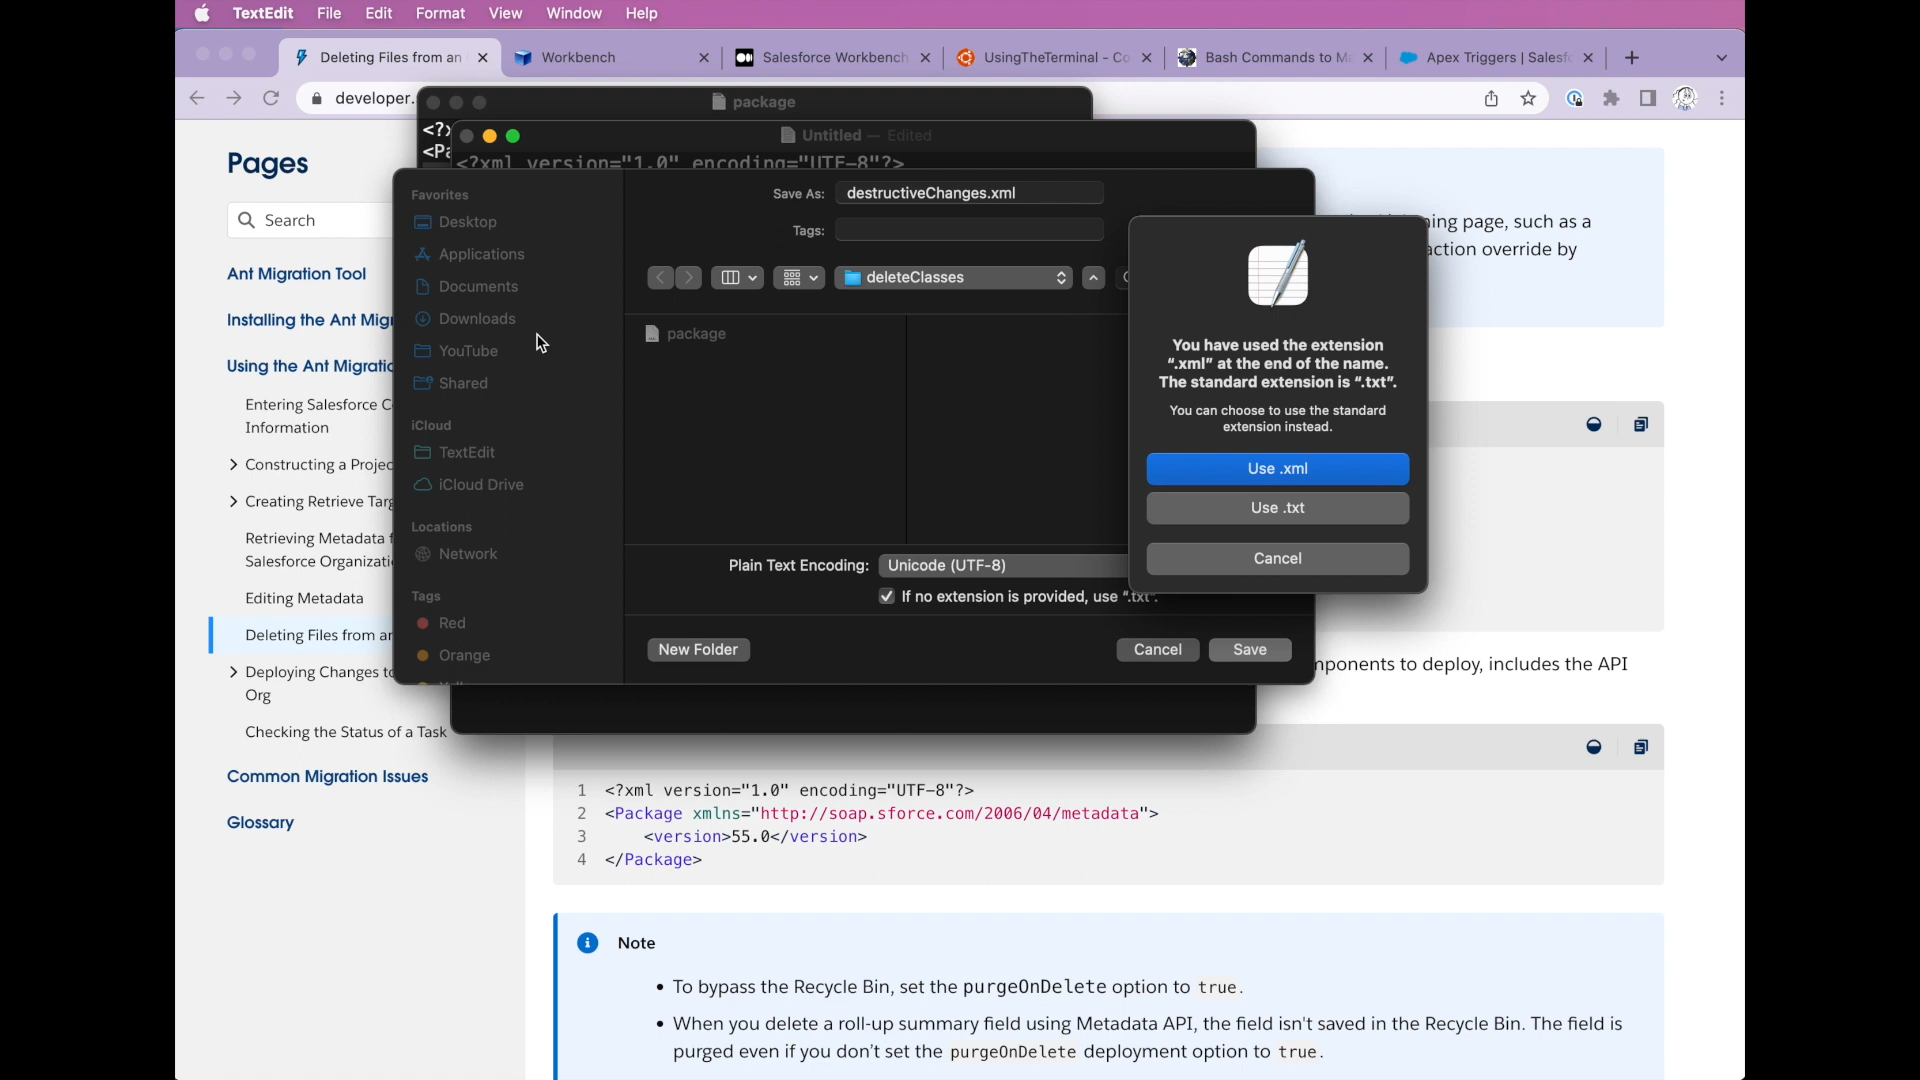 TextEdit File Edit Format View Window Help
Deleting Files from an
Workbench
Salesforce Workbench
UsingTheTerminal - Co
Bash Commands to Ma
Apex Triggers | Salesf
developer.
package
<?x
<Pa
Untitled — Edited
<?xml version="1.0" encoding="UTF-8"?>
Pages
Search
Ant Migration Tool
Installing the Ant Migr
Using the Ant Migratio
Entering Salesforce C
Information
Constructing a Projec
Creating Retrieve Targ
Retrieving Metadata f
Salesforce Organizati
Editing Metadata
Deleting Files from an
Deploying Changes to
Org
Checking the Status of a Task
Common Migration Issues
Glossary
Favorites
Desktop
Applications
Documents
Downloads
YouTube
Shared
iCloud
TextEdit
iCloud Drive
Locations
Network
Tags
Red
Orange
Save As: destructiveChanges.xml
Tags:
deleteClasses
package
Plain Text Encoding: Unicode (UTF-8)
If no extension is provided, use ".txt".
New Folder
Cancel
Save
You have used the extension
“.xml” at the end of the name.
The standard extension is “.txt”.
You can choose to use the standard
extension instead.
Use .xml
Use .txt
Cancel
ning page, such as a
action override by
mponents to deploy, includes the API
1 <?xml version="1.0" encoding="UTF-8"?>
2 <Package xmlns="http://soap.sforce.com/2006/04/metadata">
3 <version>55.0</version>
4 </Package>
Note
• To bypass the Recycle Bin, set the purgeOnDelete option to true.
• When you delete a roll-up summary field using Metadata API, the field isn't saved in the Recycle Bin. The field is
purged even if you don’t set the purgeOnDelete deployment option to true.